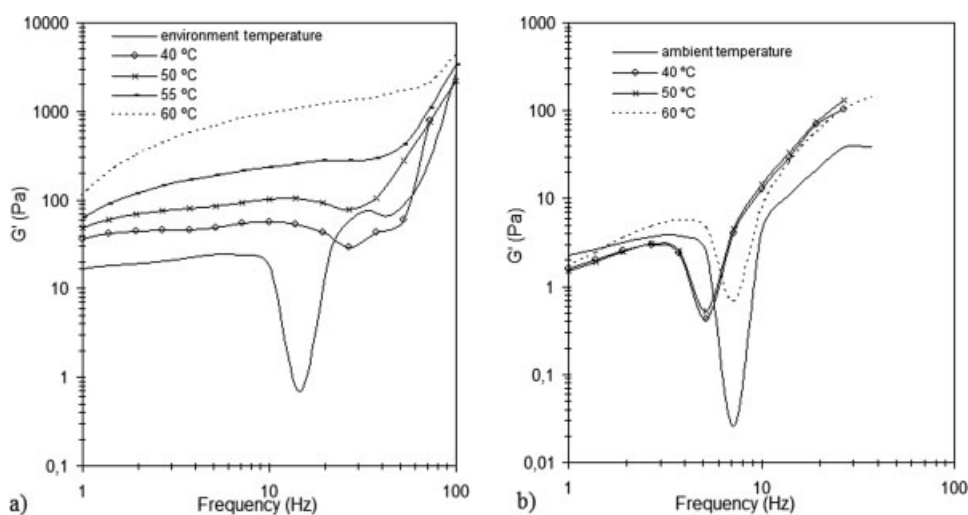 10000
1000
100
10
1
0,1
G' (Pa)
environment temperature
40 ºC
50 ºC
55 ºC
60 ºC
1
10
100
Frequency (Hz)
a)
1000
100
10
1
0,1
0,01
G' (Pa)
ambient temperature
40 ºC
50 ºC
60 ºC
1
10
100
Frequency (Hz)
b)